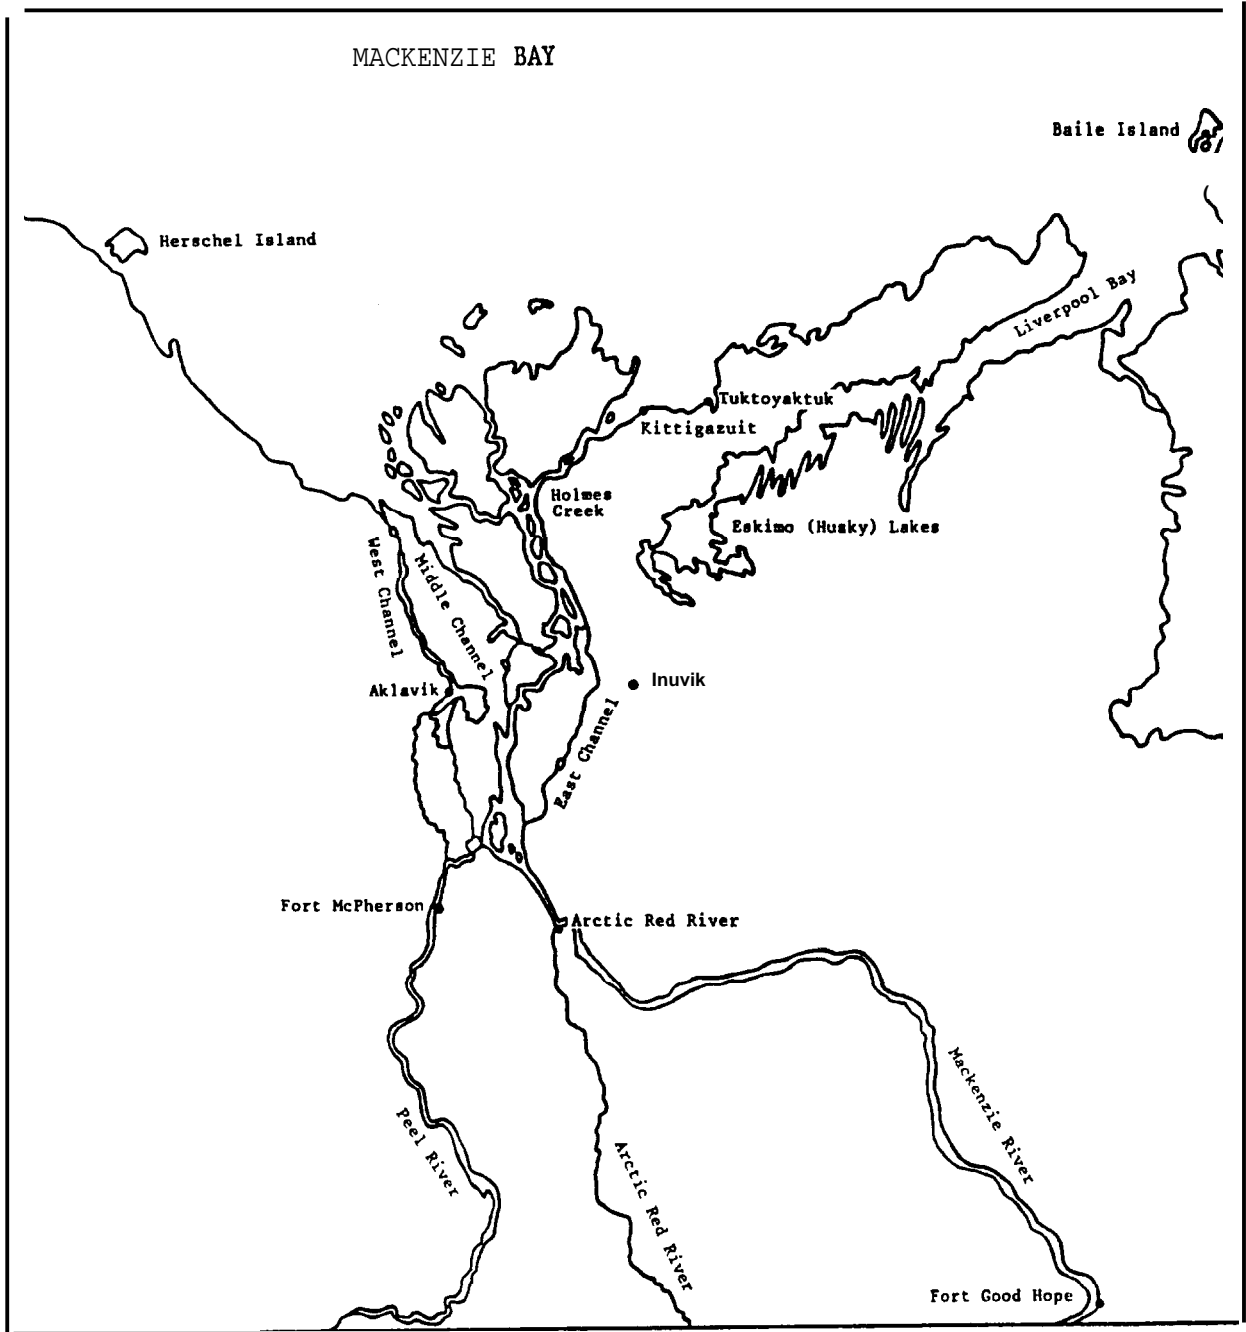 MACKENZIE BAY
Baile Island
Herschel Island
Liverpool Bay
Tuktoyaktuk
Kittigazuit
Holmes
Creek
Eskimo (Husky) Lakes
West Channel
Middle Channel
Inuvik
Aklavik
East Channel
Fort McPherson
Arctic Red River
Mackenzie River
Peel River
Arctic Red River
Fort Good Hope